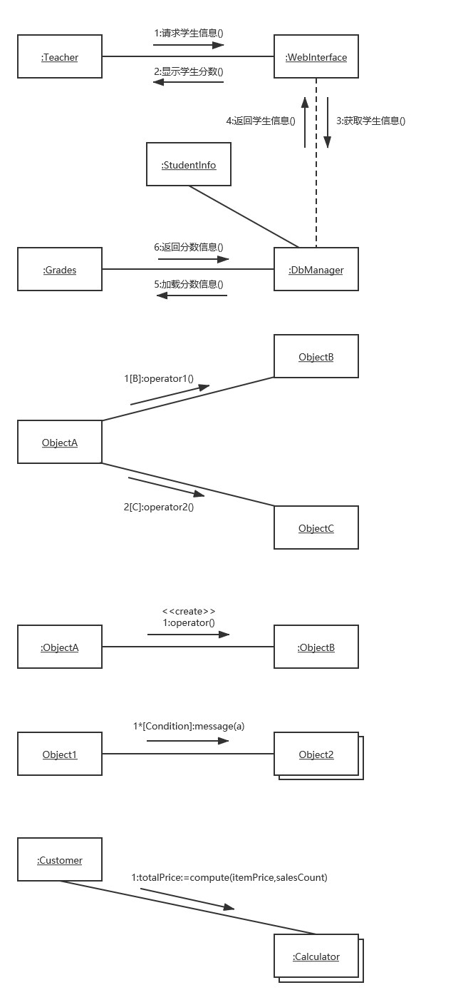 1:请求学生信息()
:Teacher
:WebInterface
2:显示学生分数()
4:返回学生信息()
3:获取学生信息()
:StudentInfo
6:返回分数信息()
:Grades
:DbManager
5:加载分数信息()
ObjectB
1[B]:operator1()
ObjectA
2[C]:operator2()
ObjectC
<<create>>
1:operator()
:ObjectA
:ObjectB
1*[Condition]:message(a)
Object1
Object2
:Customer
1:totalPrice:=compute(itemPrice,salesCount)
:Calculator